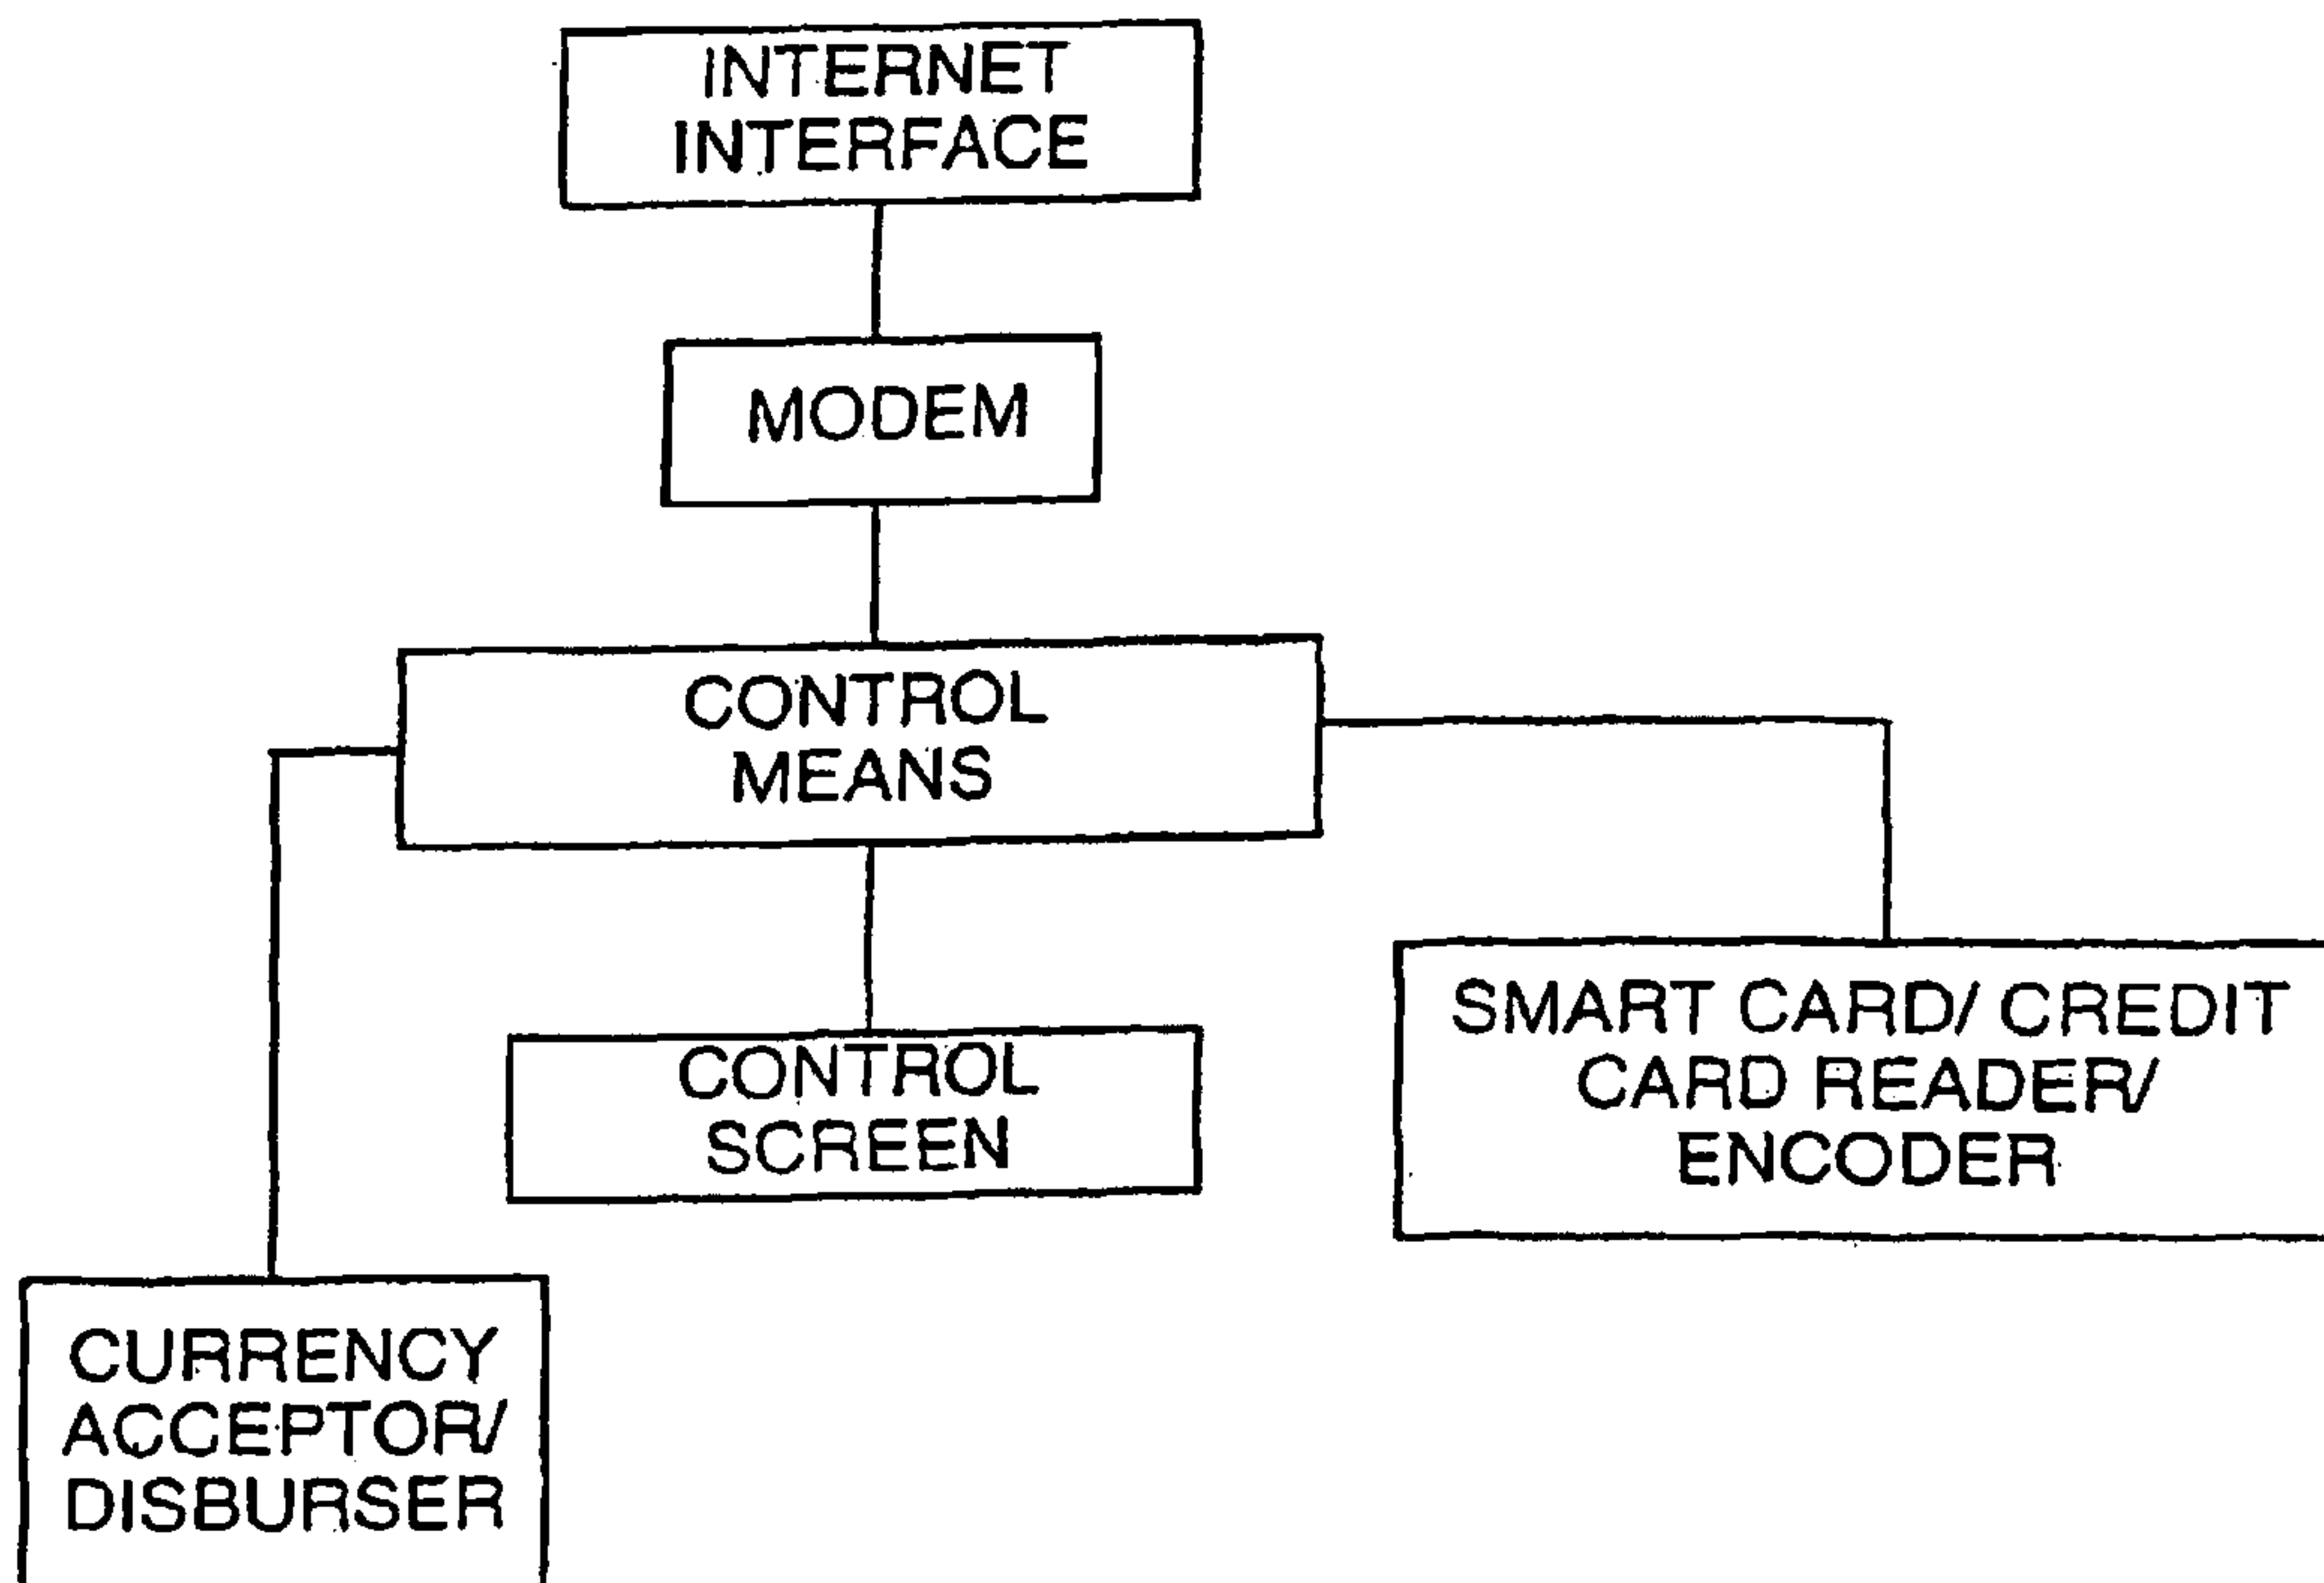 INTERNET
INTERFACE
MODEM
CONTROL
MEANS
CONTROL
SCREEN
SMART CARD/ CREDIT
CARD READER/
ENCODER
CURRENCY
ACCEPTOR/
DISBURSER